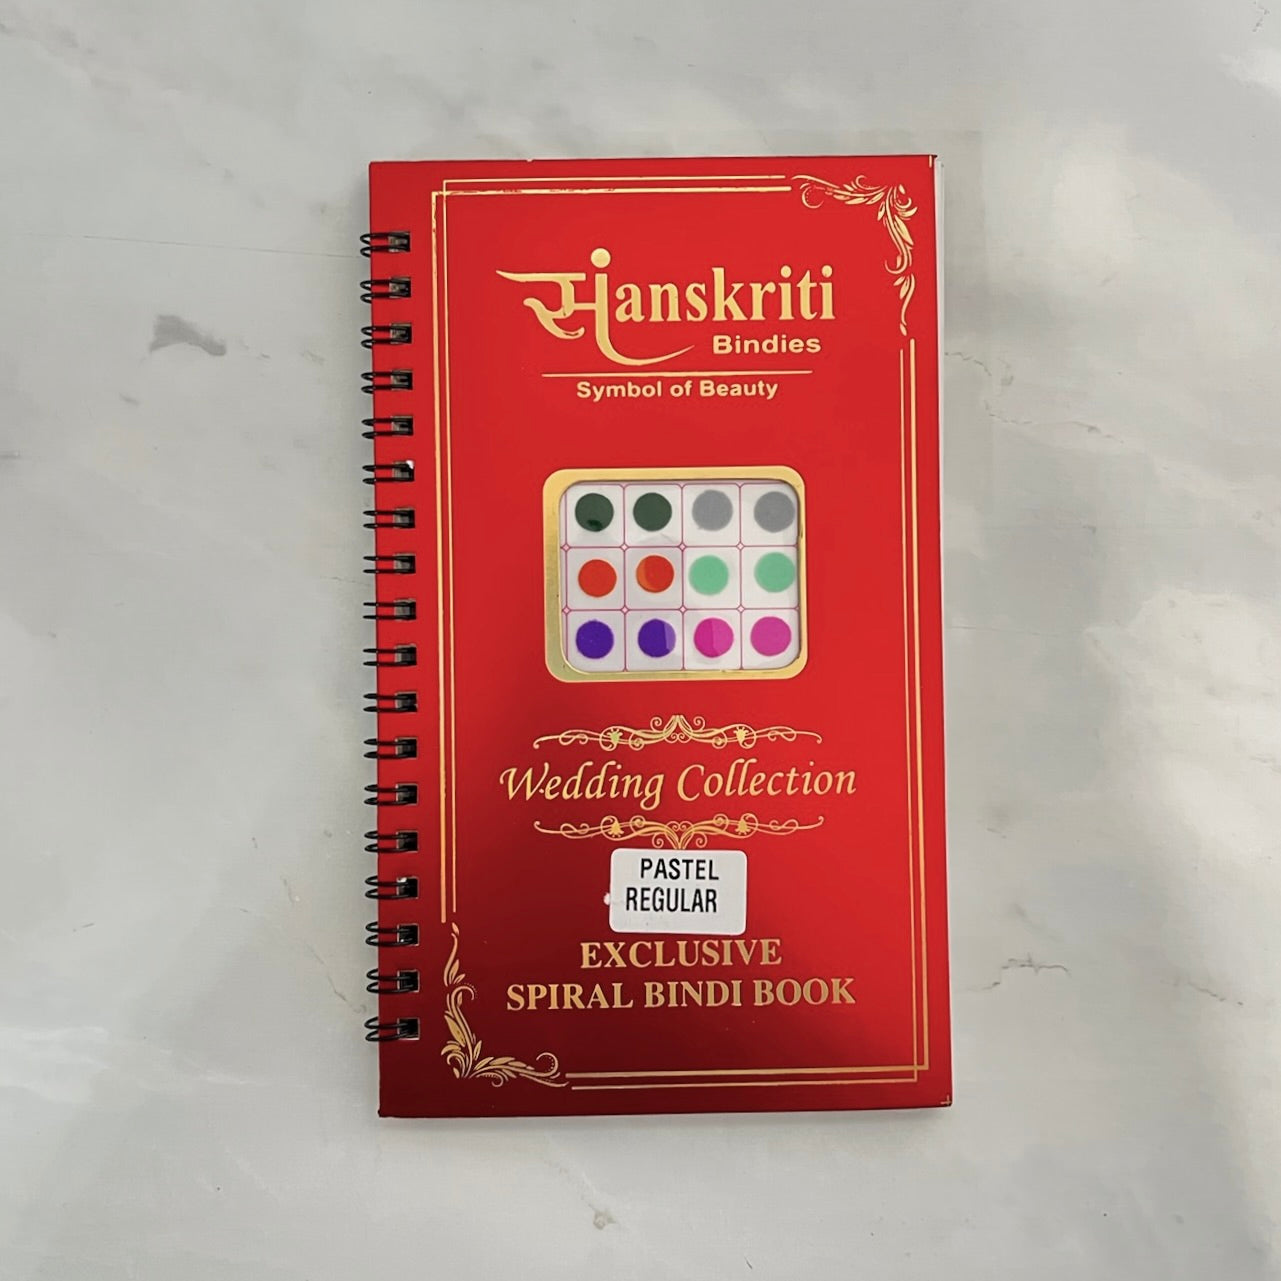 सांanskriti
Bindies
Symbol of Beauty
Wedding Collection
PASTEL
REGULAR
EXCLUSIVE
SPIRAL BINDI BOOK